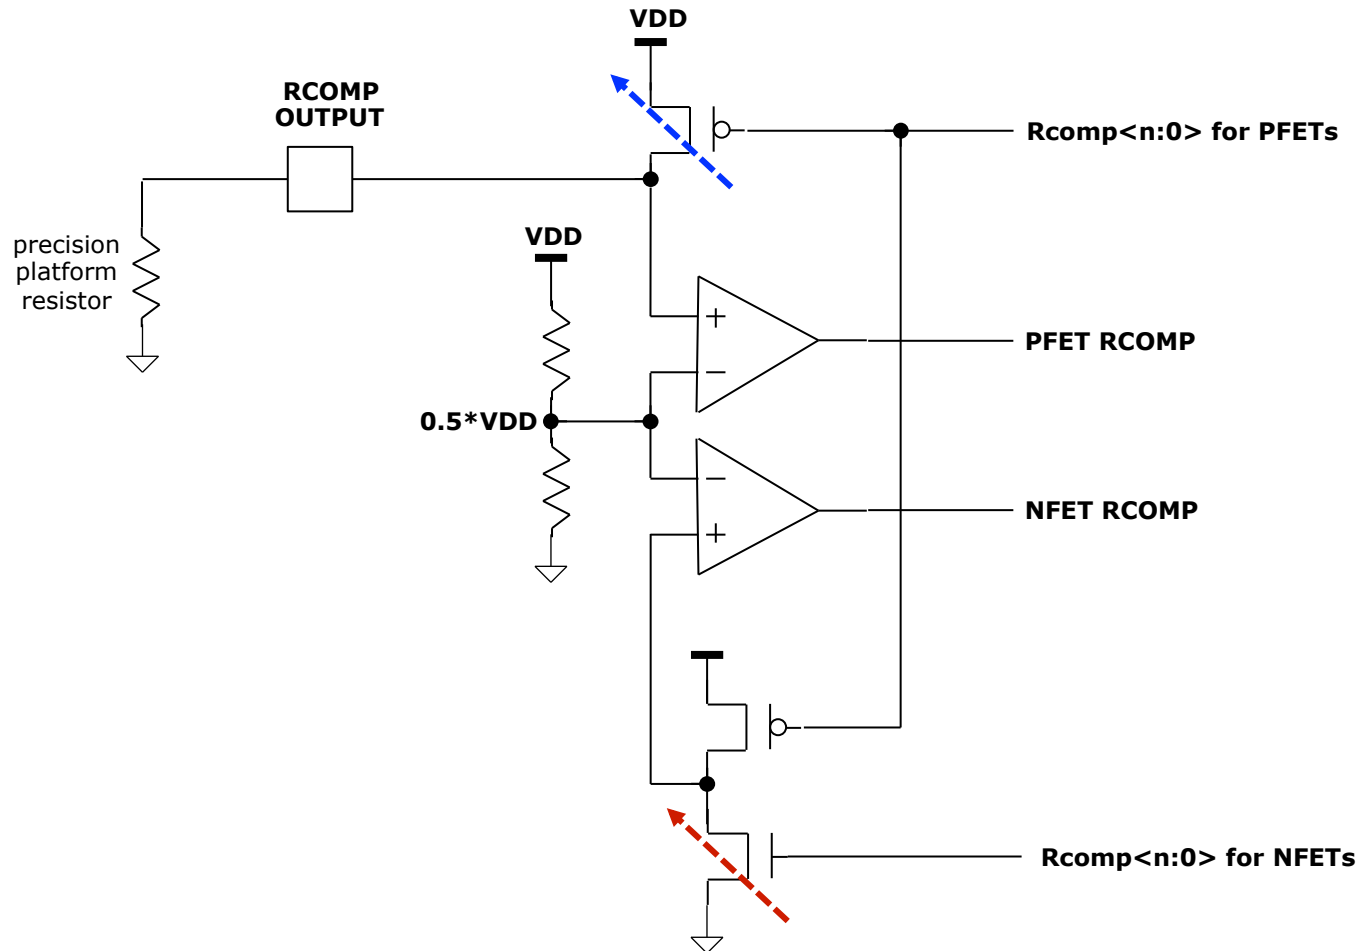 VDD
RCOMP
OUTPUT
Rcomp<n:0> for PFETs
precision
platform
resistor
VDD
+
PFET RCOMP
−
0.5*VDD
−
NFET RCOMP
+
Rcomp<n:0> for NFETs